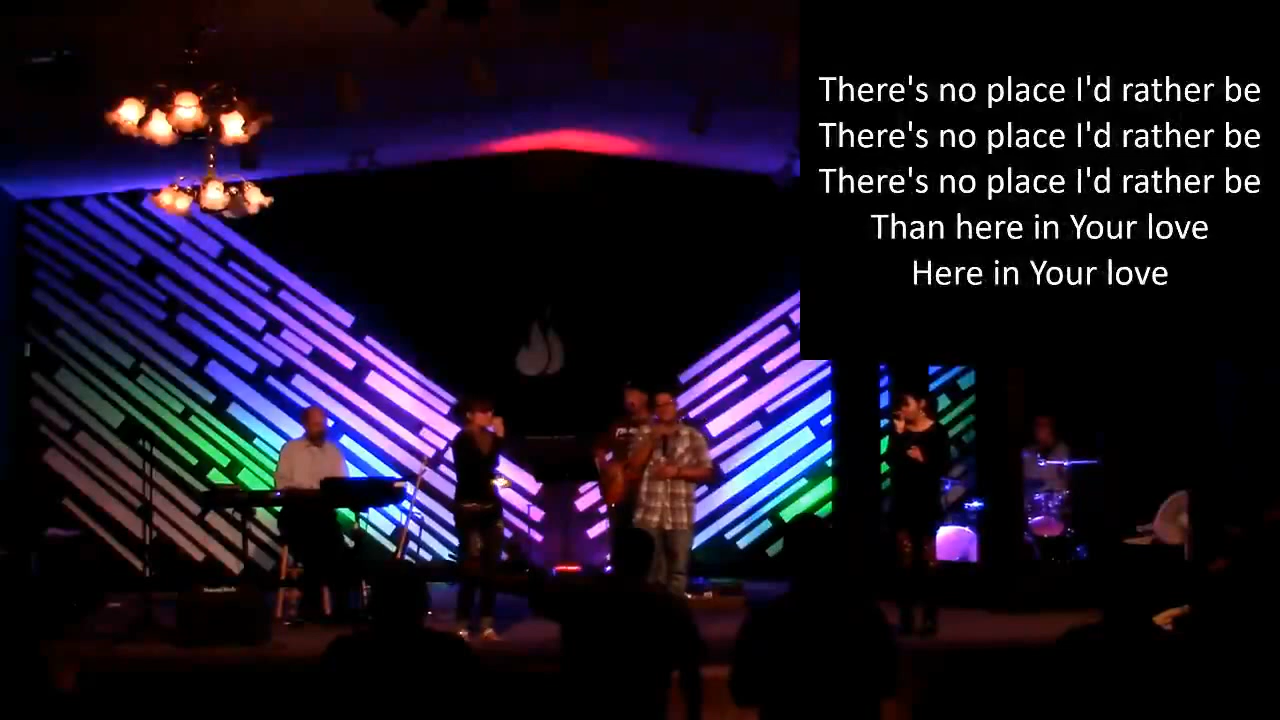 There's no place I'd rather be
There's no place I'd rather be
There's no place I'd rather be
Than here in Your love
Here in Your love